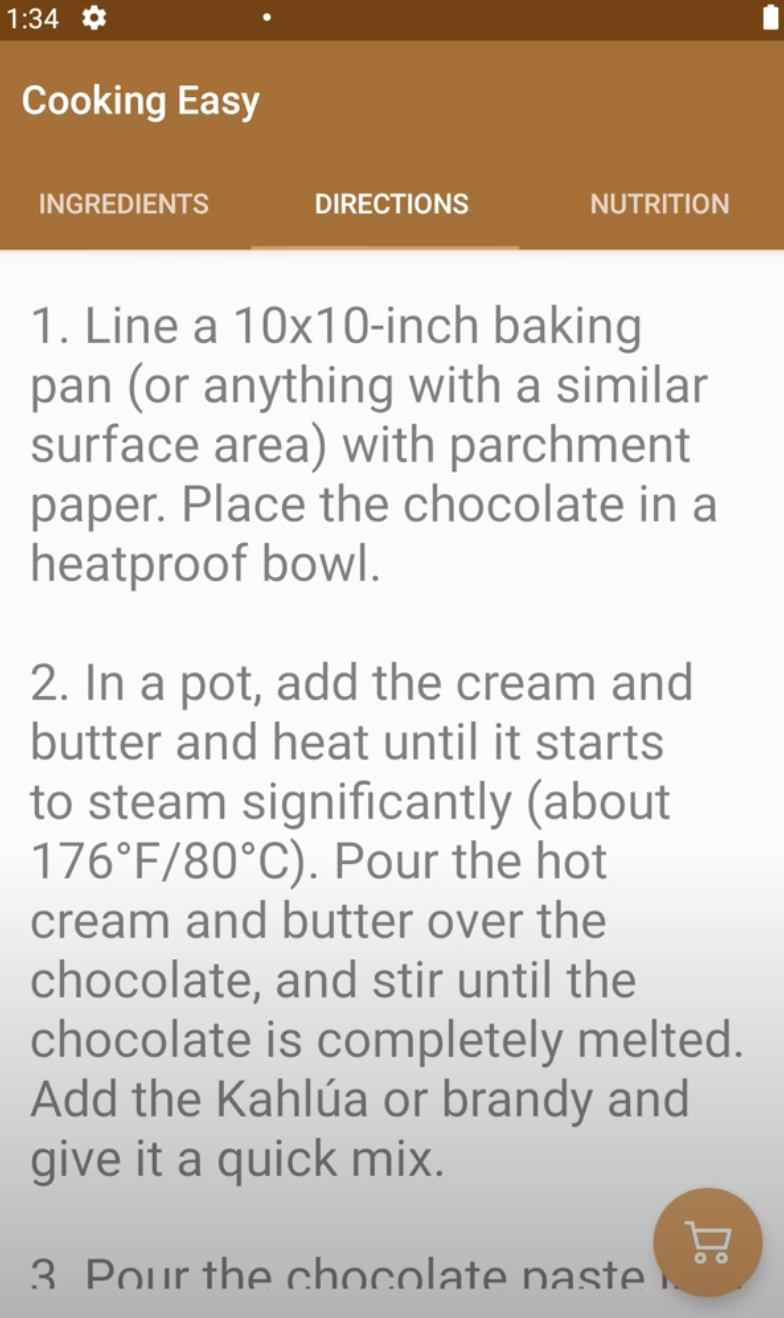 1:34
Cooking Easy
INGREDIENTS DIRECTIONS NUTRITION
1. Line a 10x10-inch baking
pan (or anything with a similar
surface area) with parchment
paper. Place the chocolate in a
heatproof bowl.
2. In a pot, add the cream and
butter and heat until it starts
to steam significantly (about
176°F/80°C). Pour the hot
cream and butter over the
chocolate, and stir until the
chocolate is completely melted.
Add the Kahlúa or brandy and
give it a quick mix.
3 Pour the chocolate paste